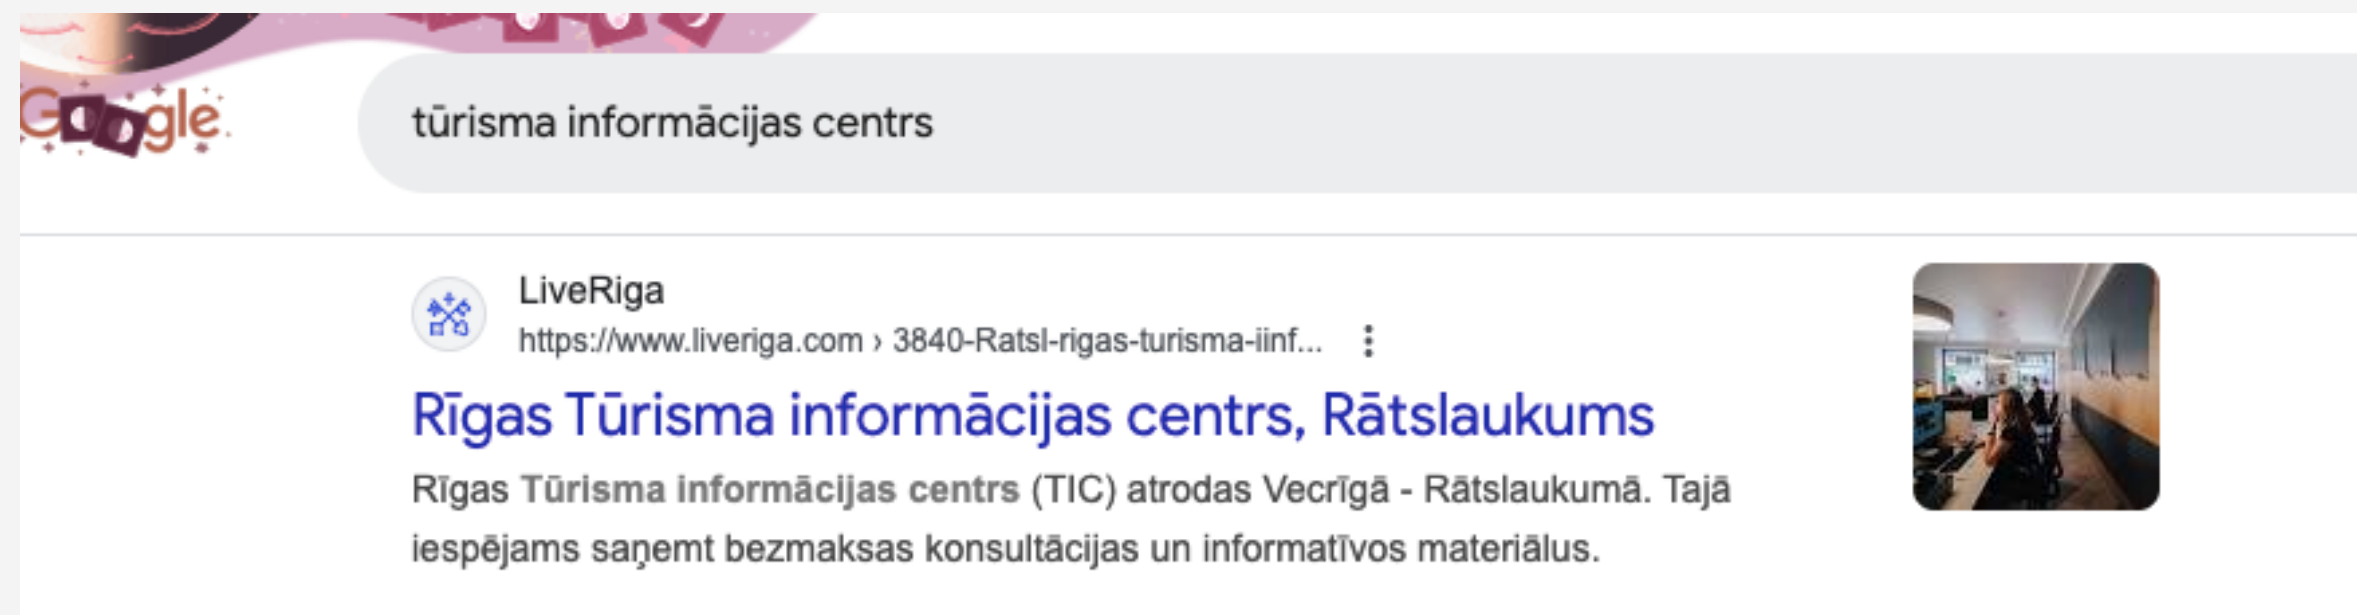 Google
tūrisma informācijas centrs
LiveRiga
https://www.liveriga.com › 3840-Ratsl-rigas-turisma-iinf...
Rīgas Tūrisma informācijas centrs, Rātslaukums
Rīgas Tūrisma informācijas centrs (TIC) atrodas Vecrīgā - Rātslaukumā. Tajā
iespējams saņemt bezmaksas konsultācijas un informatīvos materiālus.